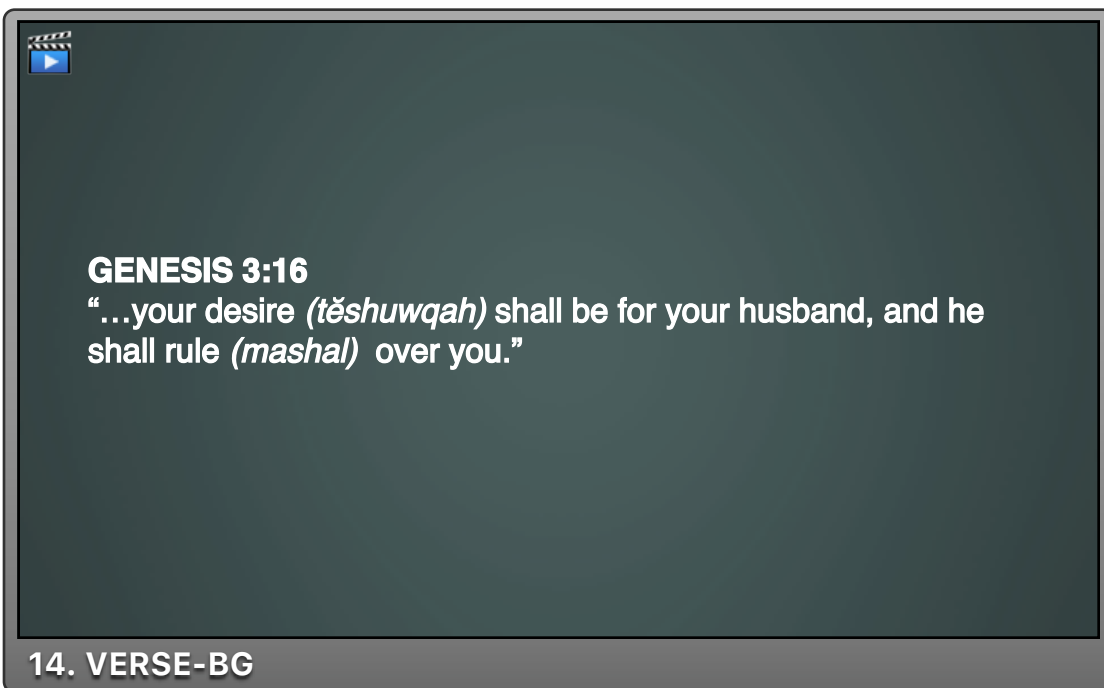 GENESIS 3:16
“…your desire (tĕshuwqah) shall be for your husband, and he
shall rule (mashal)  over you.”
14. VERSE-BG